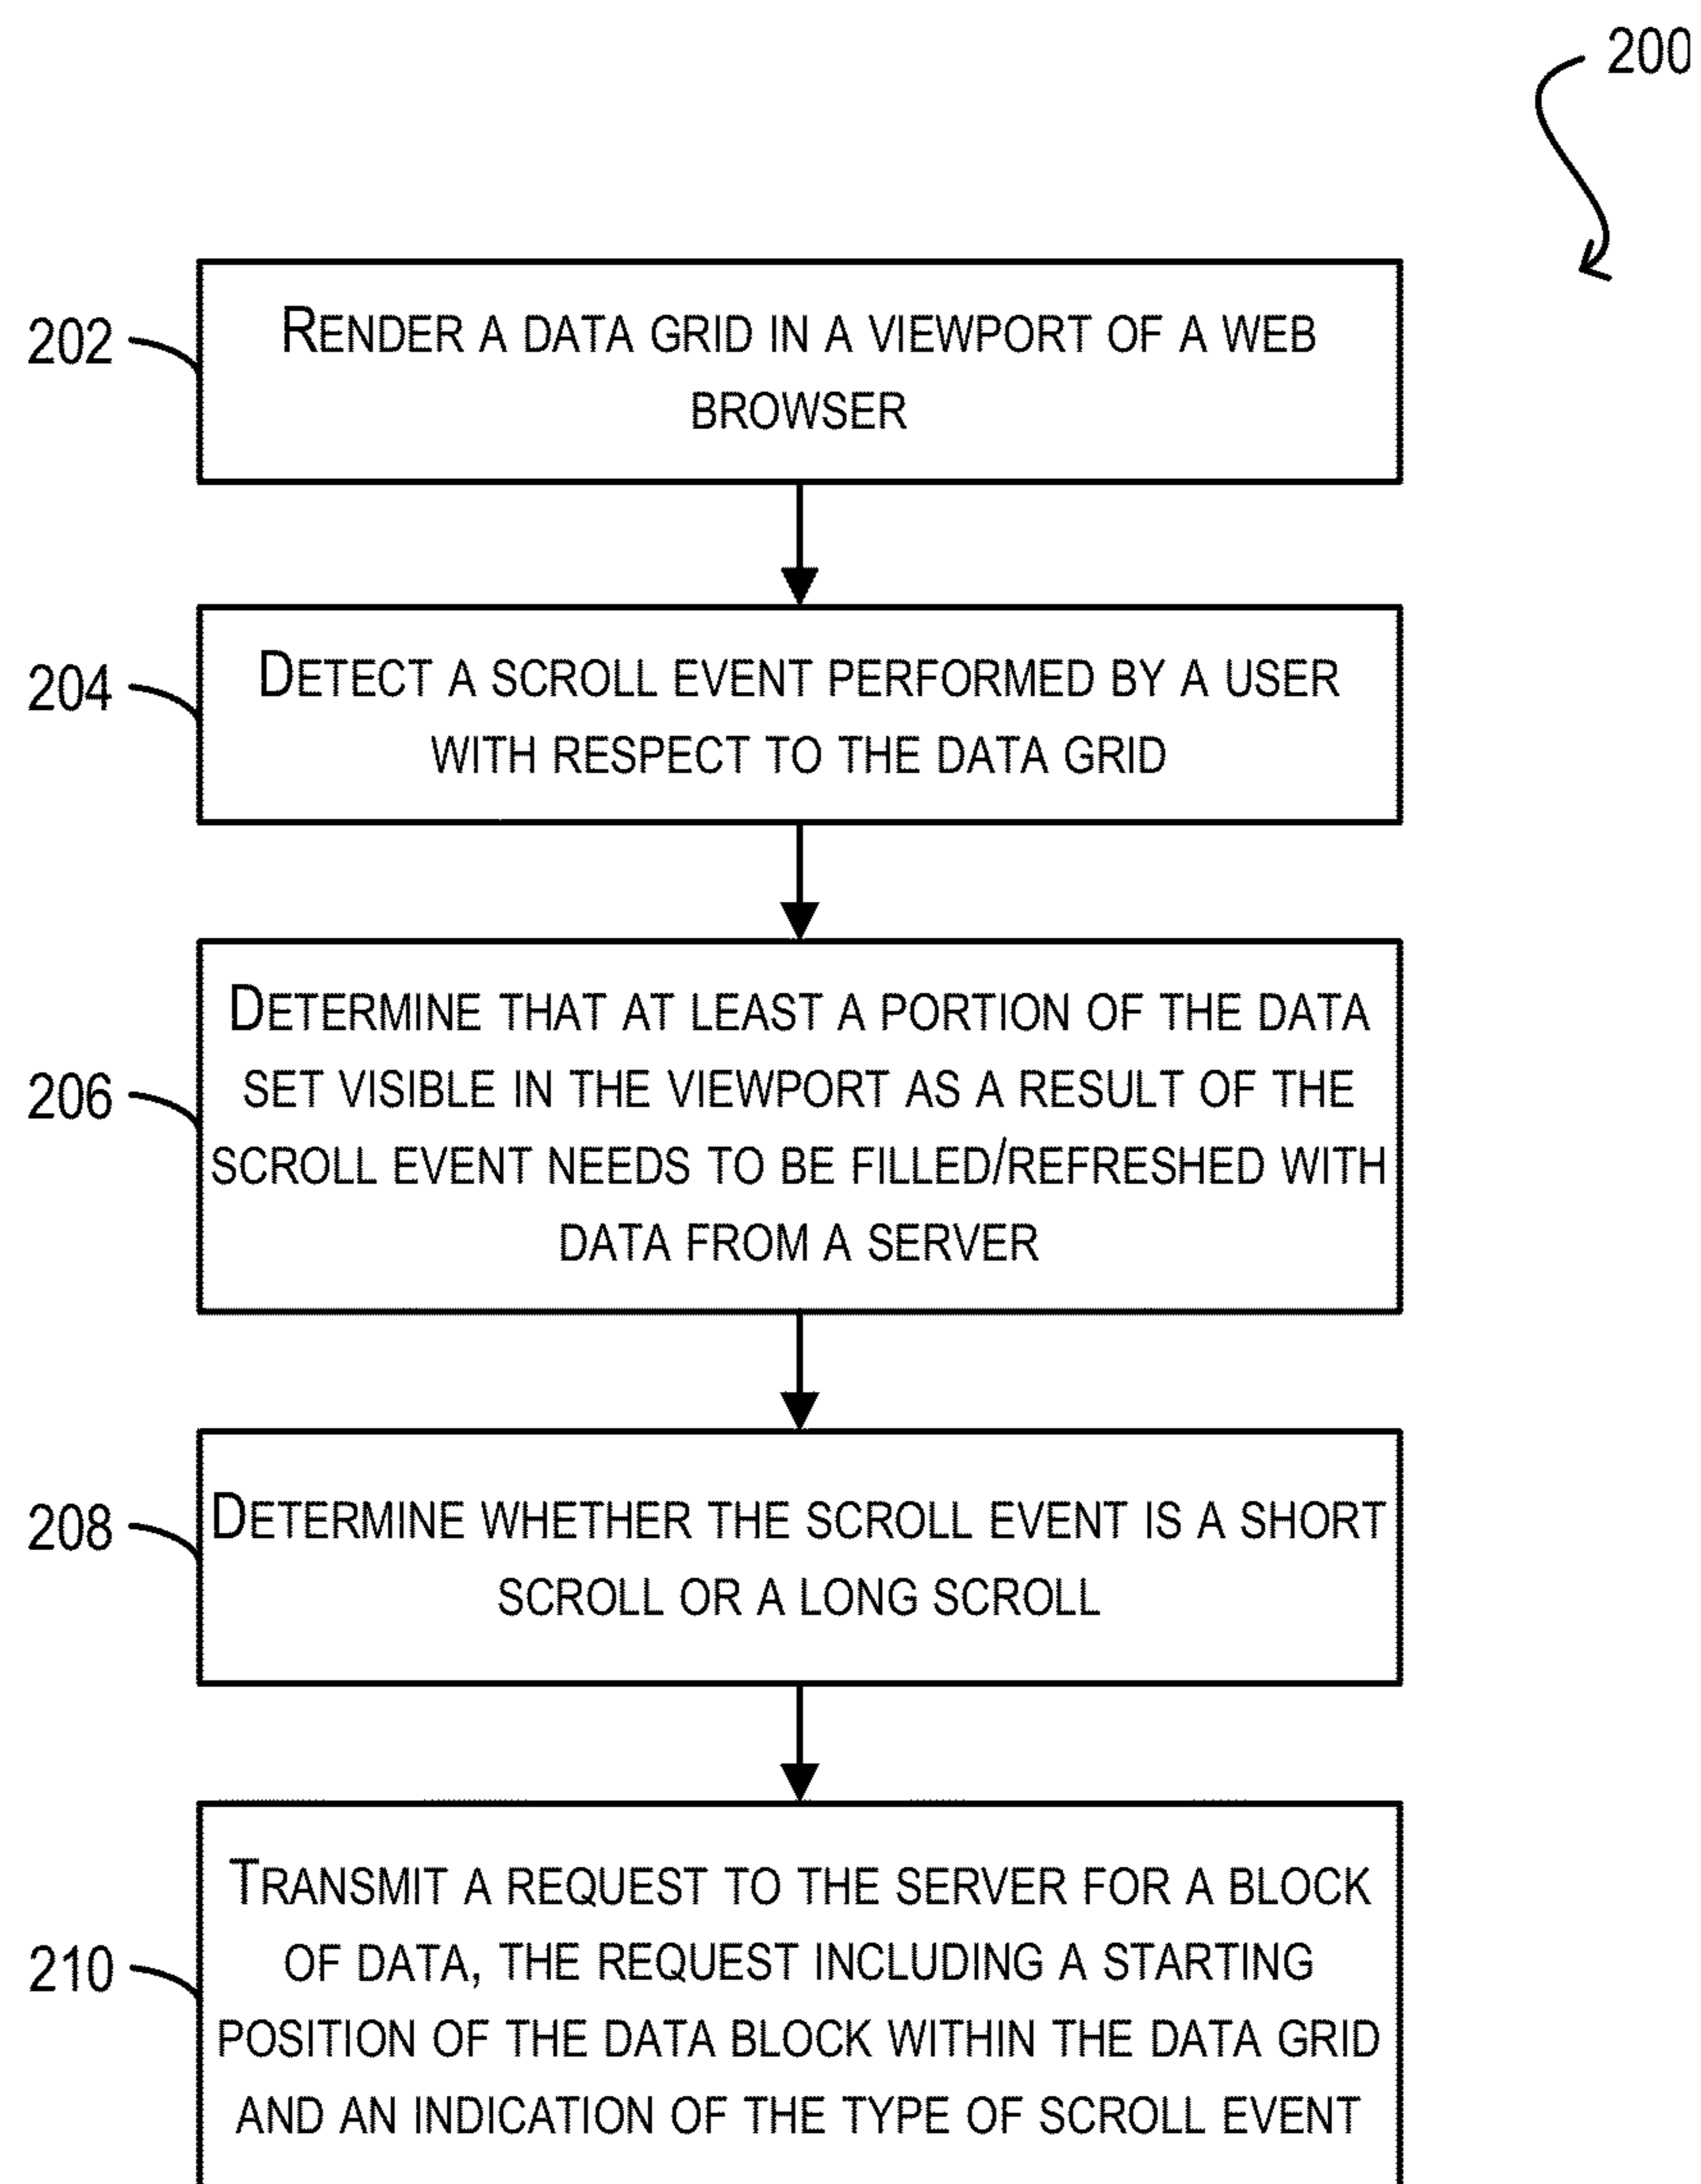 200
202
RENDER A DATA GRID IN A VIEWPORT OF A WEB
BROWSER
204
DETECT A SCROLL EVENT PERFORMED BY A USER
WITH RESPECT TO THE DATA GRID
206
DETERMINE THAT AT LEAST A PORTION OF THE DATA
SET VISIBLE IN THE VIEWPORT AS A RESULT OF THE
SCROLL EVENT NEEDS TO BE FILLED/REFRESHED WITH
DATA FROM A SERVER
208
DETERMINE WHETHER THE SCROLL EVENT IS A SHORT
SCROLL OR A LONG SCROLL
210
TRANSMIT A REQUEST TO THE SERVER FOR A BLOCK
OF DATA, THE REQUEST INCLUDING A STARTING
POSITION OF THE DATA BLOCK WITHIN THE DATA GRID
AND AN INDICATION OF THE TYPE OF SCROLL EVENT